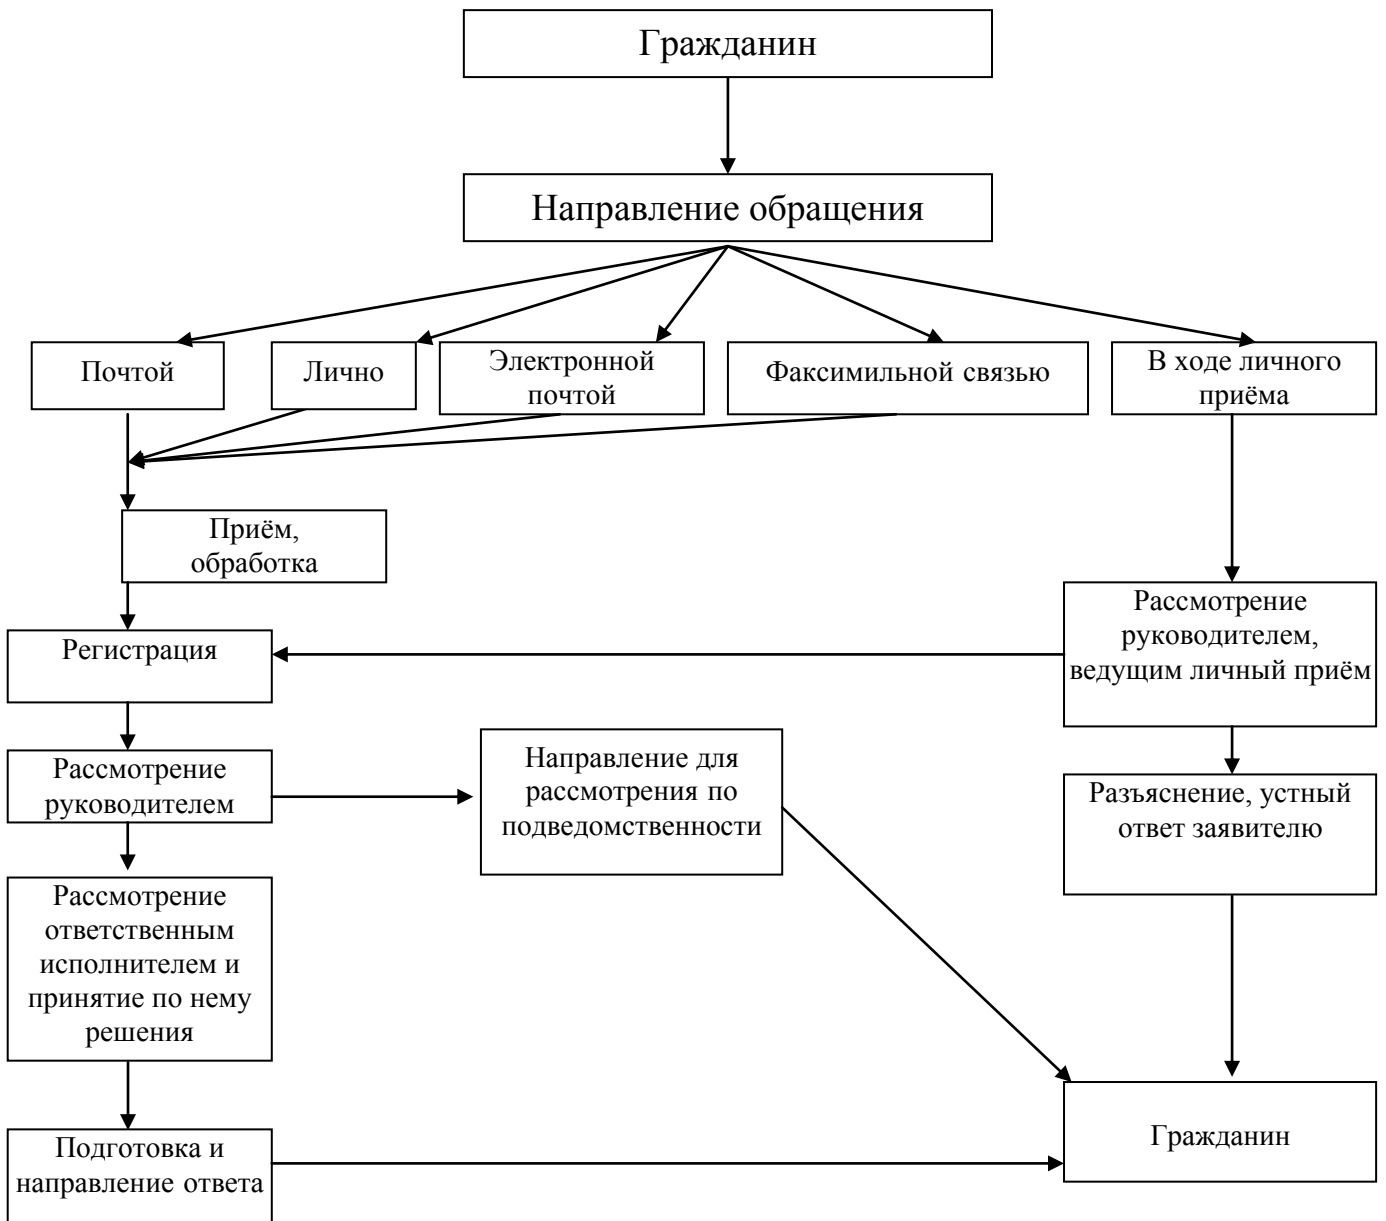 Гражданин
Направление обращения
Почтой
Лично
Электронной
почтой
Факсимильной связью
В ходе личного
приёма
Приём,
обработка
Рассмотрение
руководителем,
ведущим личный приём
Регистрация
Рассмотрение
руководителем
Направление для
рассмотрения по
подведомственности
Разъяснение, устный
ответ заявителю
Рассмотрение
ответственным
исполнителем и
принятие по нему
решения
Подготовка и
направление ответа
Гражданин